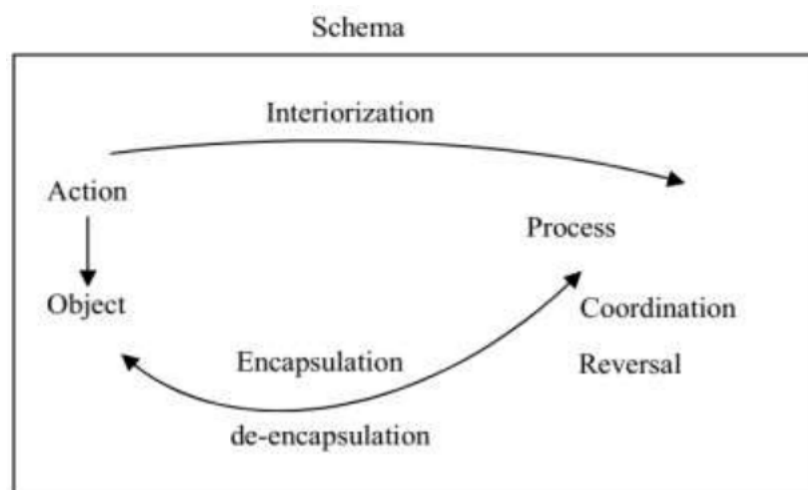 Schema
Interiorization
Action
Process
Object
Coordination
Encapsulation
Reversal
de-encapsulation